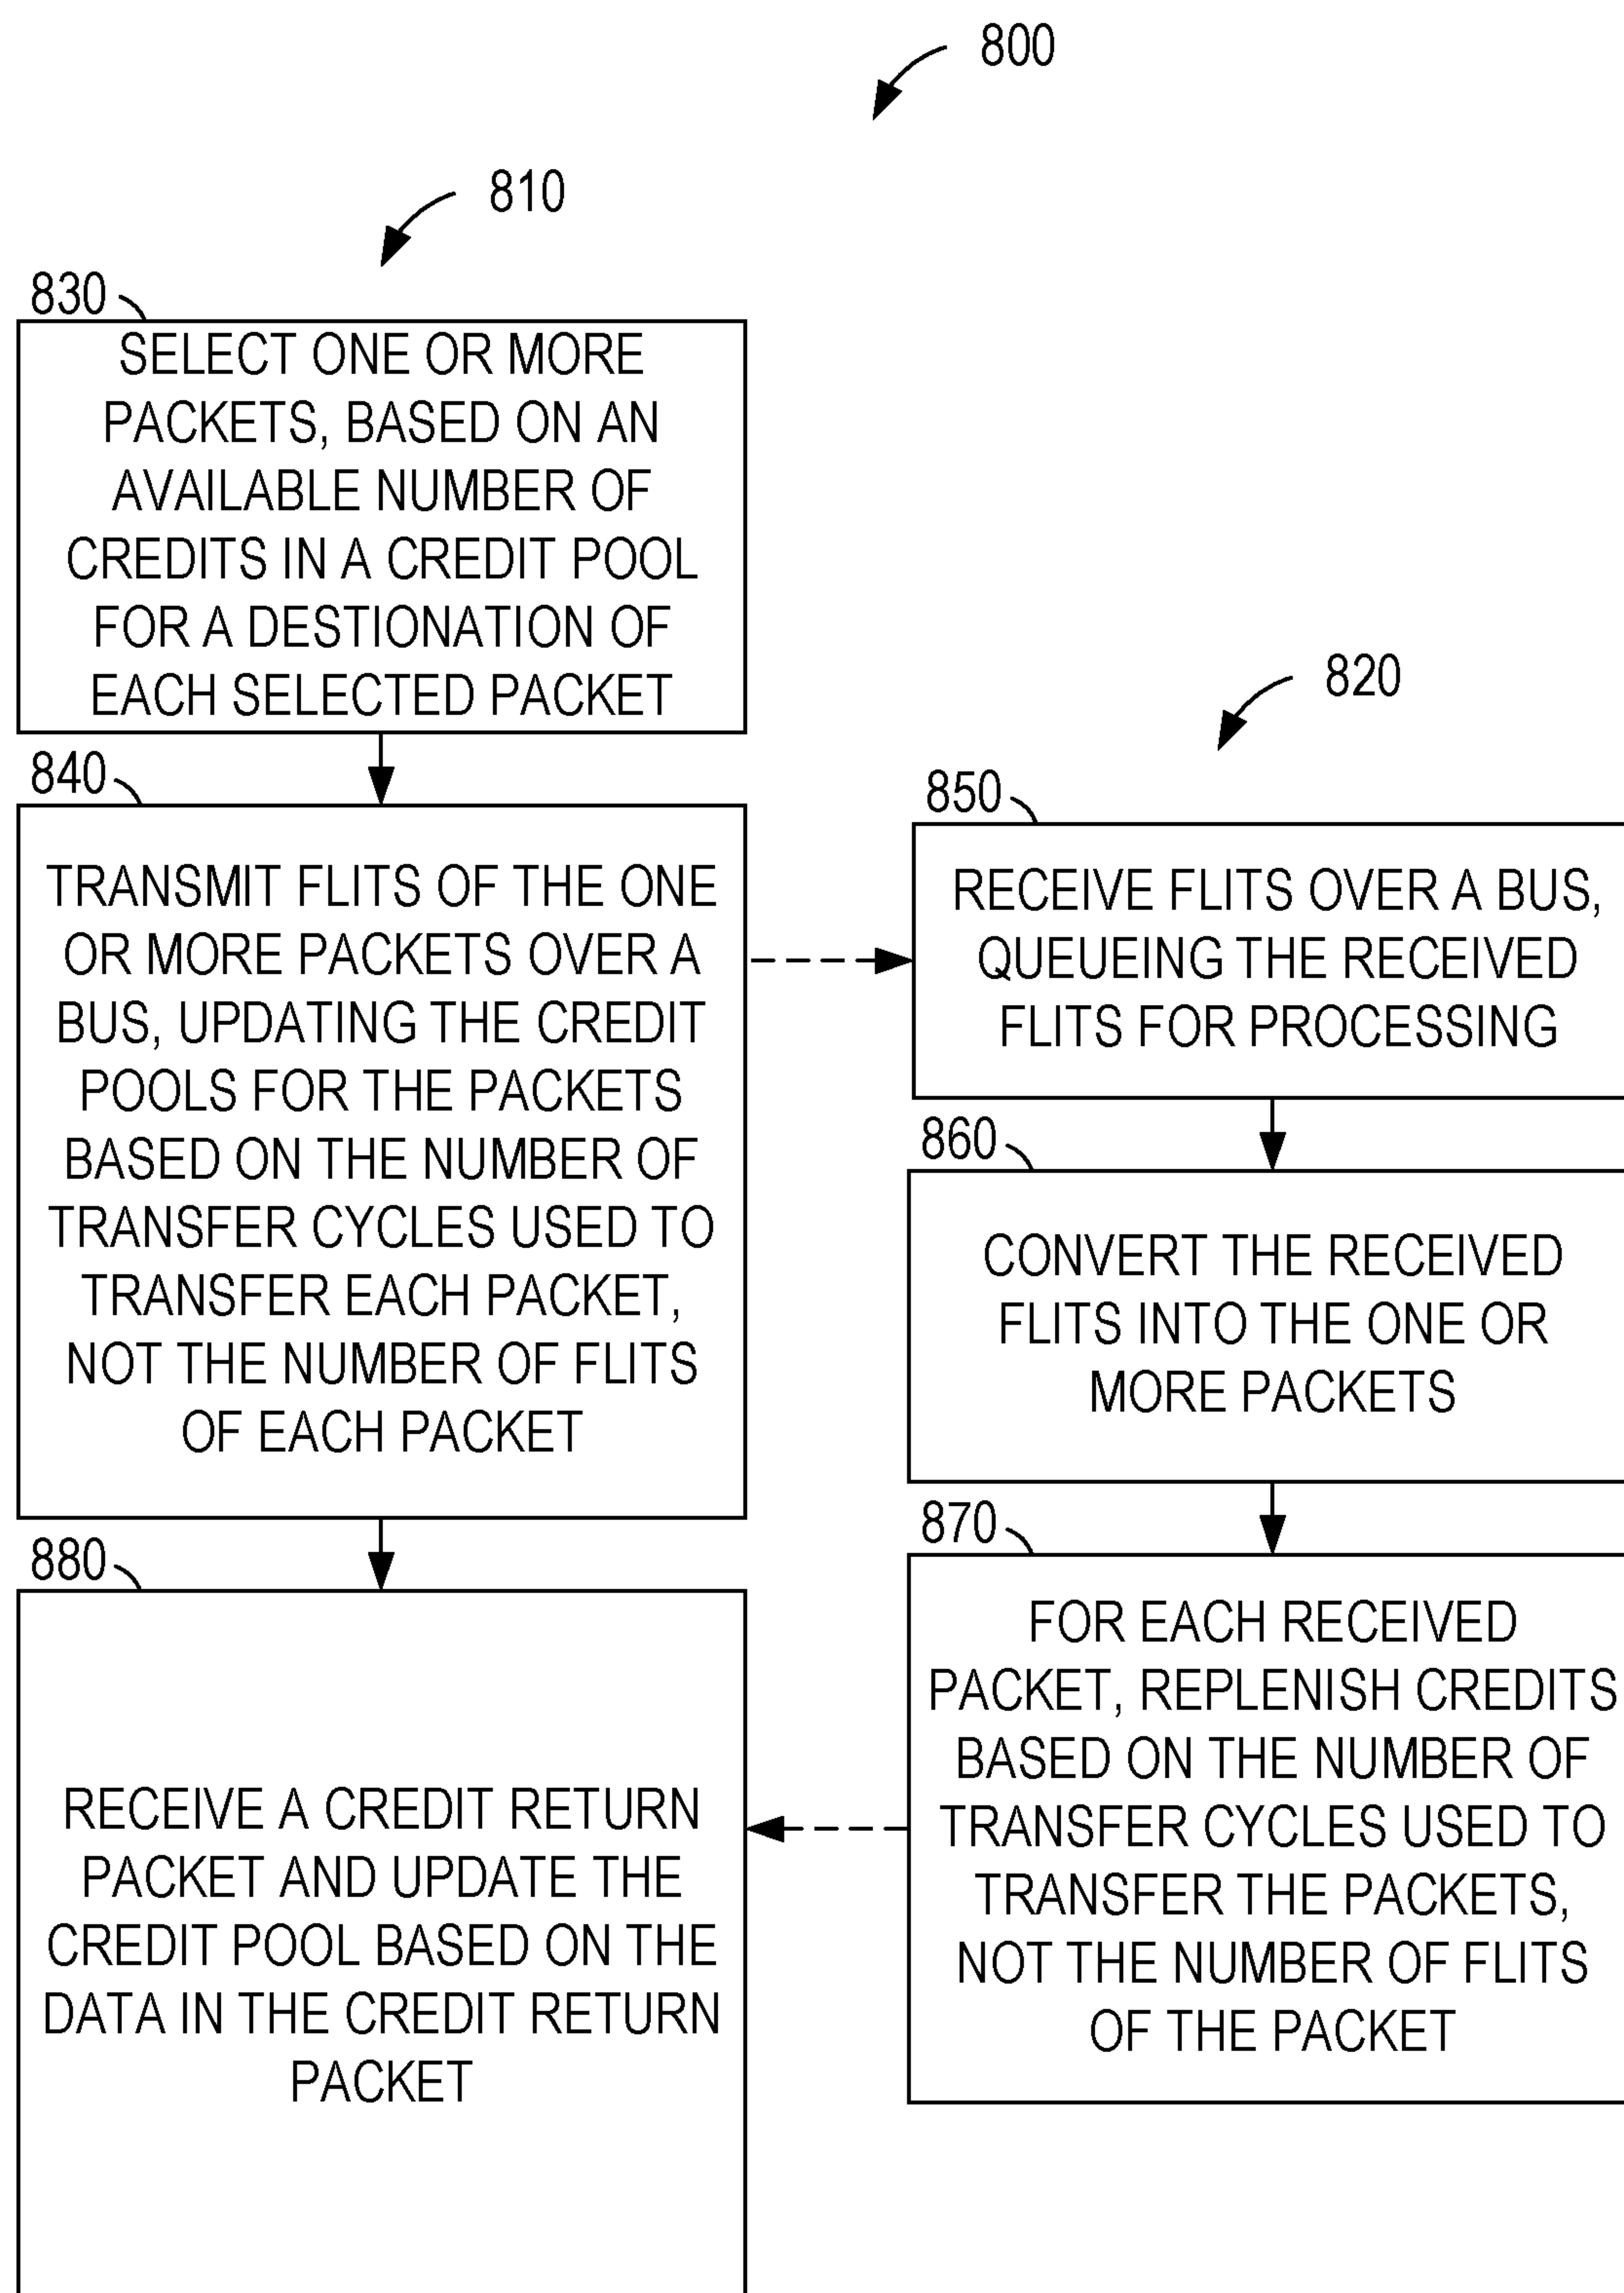 800
810
830
SELECT ONE OR MORE
PACKETS, BASED ON AN
AVAILABLE NUMBER OF
CREDITS IN A CREDIT POOL
FOR A DESTIONATION OF
EACH SELECTED PACKET
840
TRANSMIT FLITS OF THE ONE
OR MORE PACKETS OVER A
BUS, UPDATING THE CREDIT
POOLS FOR THE PACKETS
BASED ON THE NUMBER OF
TRANSFER CYCLES USED TO
TRANSFER EACH PACKET,
NOT THE NUMBER OF FLITS
OF EACH PACKET
820
850
RECEIVE FLITS OVER A BUS,
QUEUEING THE RECEIVED
FLITS FOR PROCESSING
860
CONVERT THE RECEIVED
FLITS INTO THE ONE OR
MORE PACKETS
870
FOR EACH RECEIVED
PACKET, REPLENISH CREDITS
BASED ON THE NUMBER OF
TRANSFER CYCLES USED TO
TRANSFER THE PACKETS,
NOT THE NUMBER OF FLITS
OF THE PACKET
880
RECEIVE A CREDIT RETURN
PACKET AND UPDATE THE
CREDIT POOL BASED ON THE
DATA IN THE CREDIT RETURN
PACKET